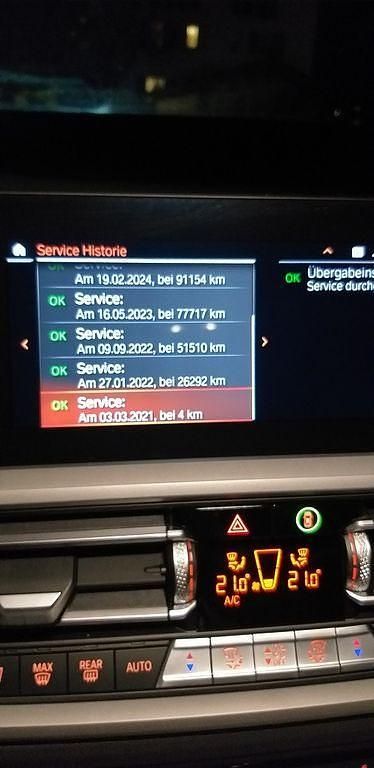 Service Historie
OK Service:
Am 19.02.2024, bei 91154 km
OK Service:
Am 16.05.2023, bei 77717 km
OK Service:
Am 09.09.2022, bei 51510 km
OK Service:
Am 27.01.2022, bei 26292 km
OK Service:
Am 03.03.2021, bei 4 km
OK Übergabeins
Service durch
21.0° 21.0°
A/C
MAX
REAR
AUTO